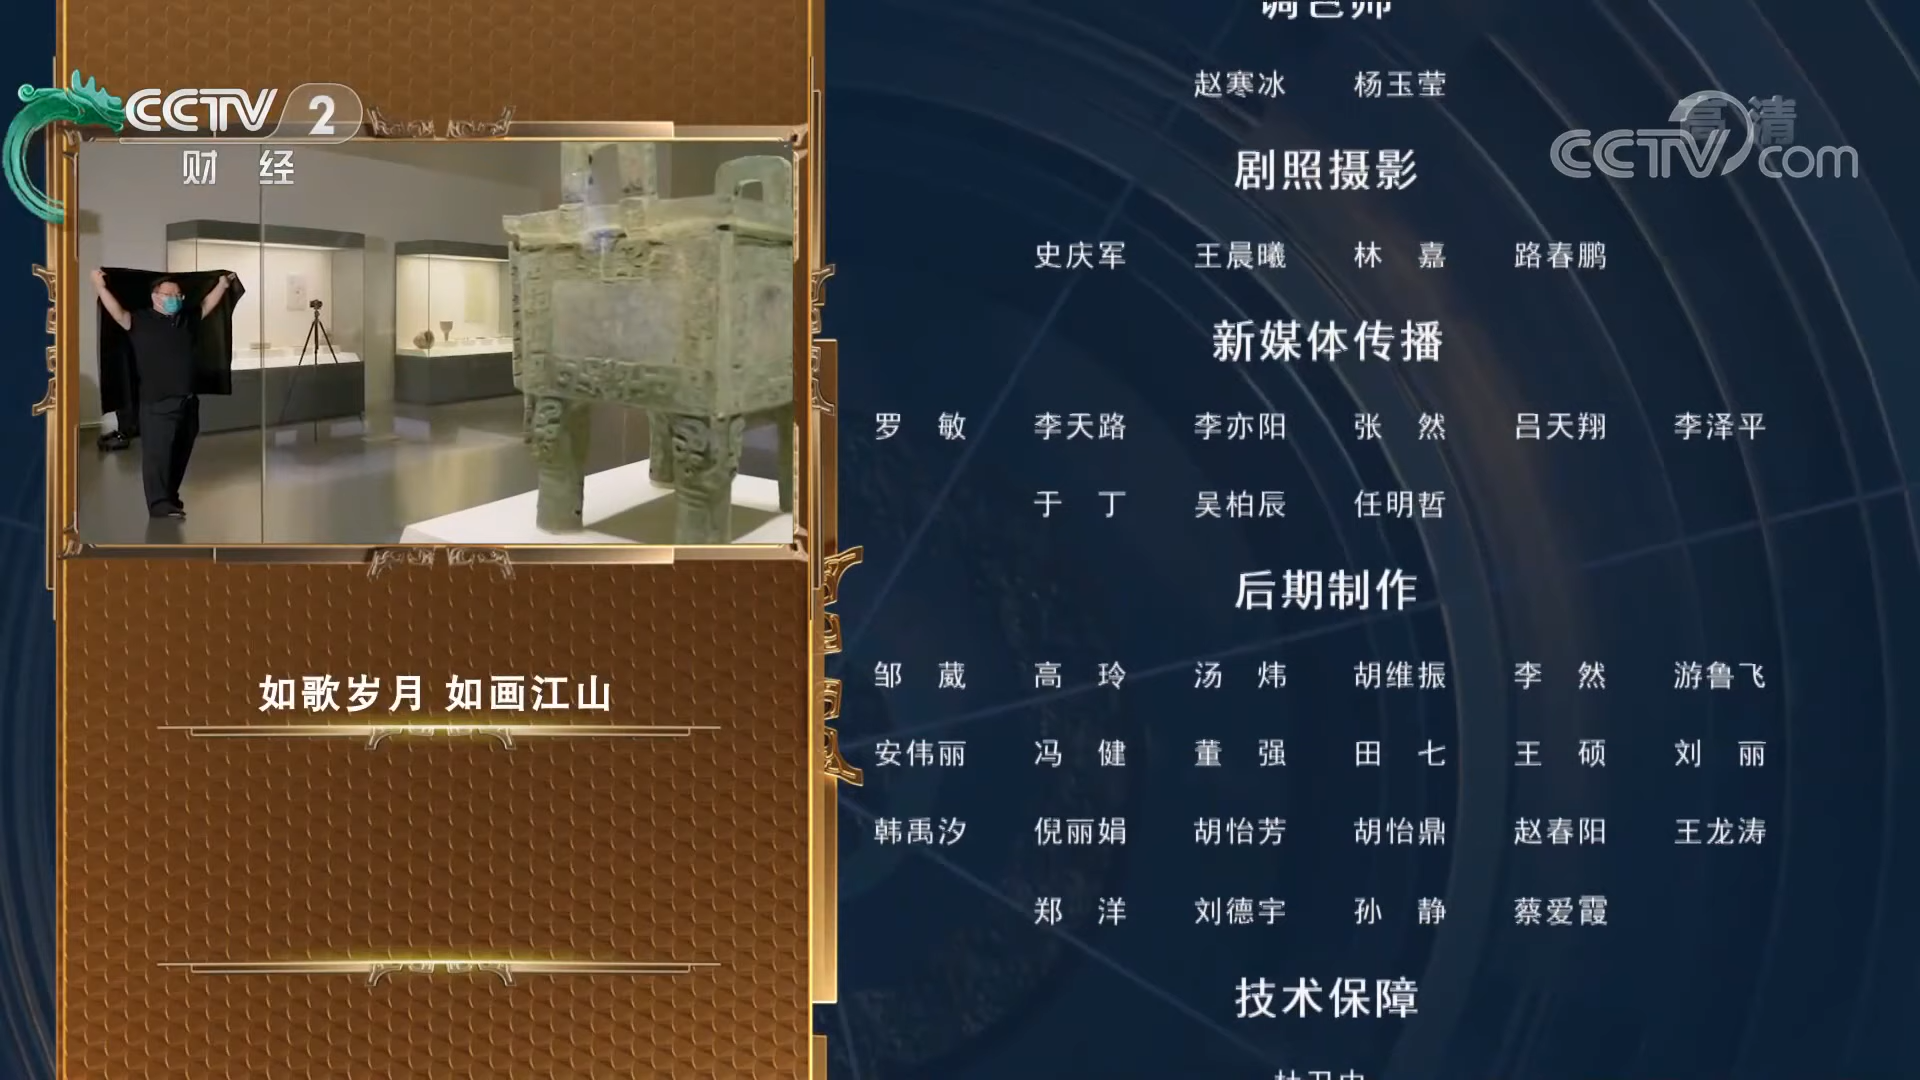 调色师
赵寒冰 杨玉莹
剧照摄影
史庆军 王晨曦 林 嘉 路春鹏
新媒体传播
罗 敏 李天路 李亦阳 张 然 吕天翔 李泽平
于 丁 吴柏辰 任明哲
后期制作
邹 葳 高 玲 汤 炜 胡维振 李 然 游鲁飞
安伟丽 冯 健 董 强 田 七 王 硕 刘 丽
韩禹汐 倪丽娟 胡怡芳 胡怡鼎 赵春阳 王龙涛
郑 洋 刘德宇 孙 静 蔡爱霞
技术保障
CCTV 2
财 经
高清
CCTV.com
如歌岁月 如画江山